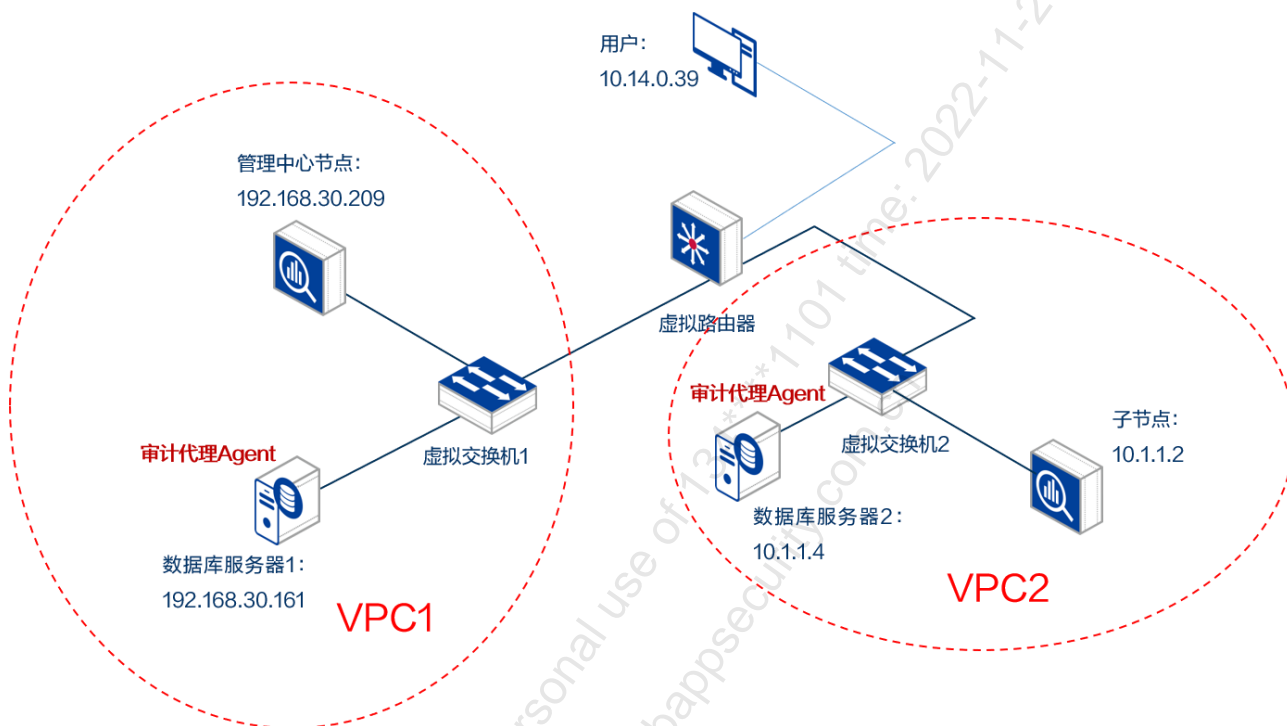 用户：
10.14.0.39
管理中心节点：
192.168.30.209
虚拟路由器
审计代理Agent
虚拟交换机1
审计代理Agent
虚拟交换机2
子节点：
10.1.1.2
数据库服务器1：
192.168.30.161
VPC1
数据库服务器2：
10.1.1.4
VPC2
time: 2022-11-2